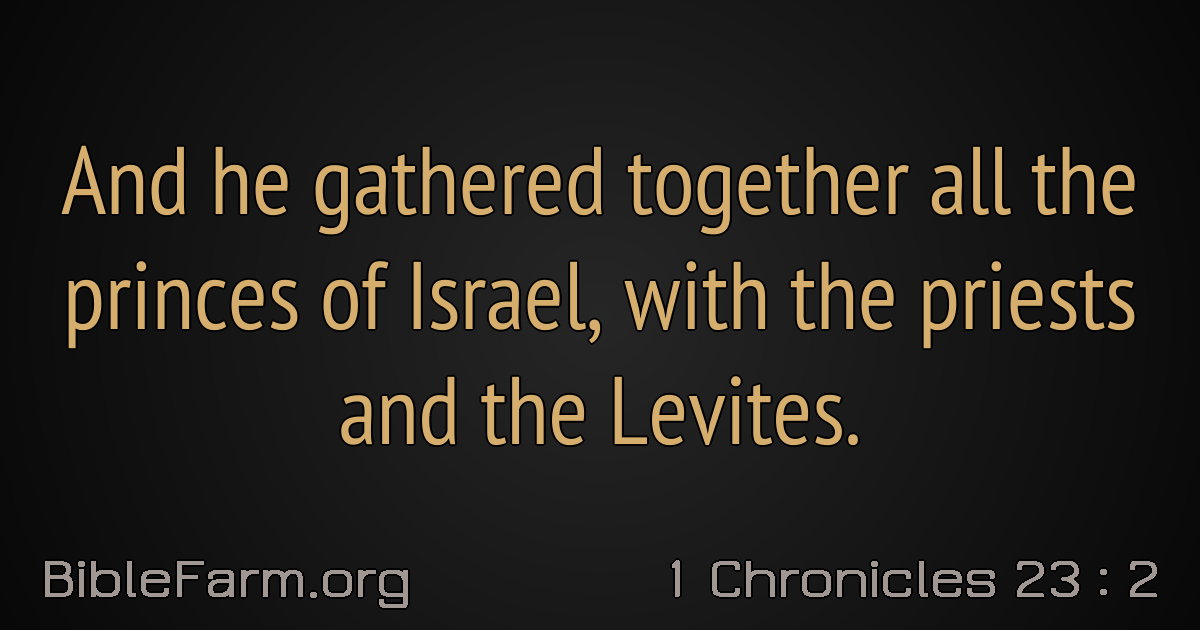 And he gathered together all the
princes of Israel, with the priests
and the Levites.
BibleFarm.org
1 Chronicles 23 : 2